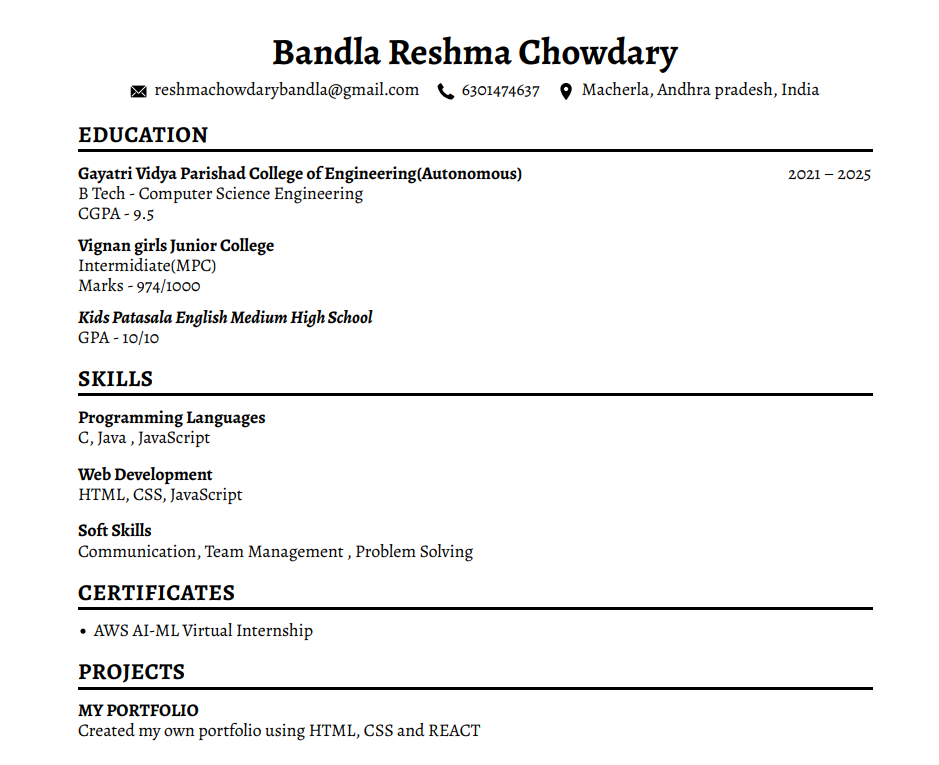 Bandla Reshma Chowdary
reshmachowdarybandla@gmail.com 6301474637 Macherla, Andhra pradesh, India
EDUCATION
Gayatri Vidya Parishad College of Engineering(Autonomous) 2021 – 2025
B Tech - Computer Science Engineering
CGPA - 9.5
Vignan girls Junior College
Intermidiate(MPC)
Marks - 974/1000
Kids Patasala English Medium High School
GPA - 10/10
SKILLS
Programming Languages
C, Java , JavaScript
Web Development
HTML, CSS, JavaScript
Soft Skills
Communication, Team Management , Problem Solving
CERTIFICATES
• AWS AI-ML Virtual Internship
PROJECTS
MY PORTFOLIO
Created my own portfolio using HTML, CSS and REACT